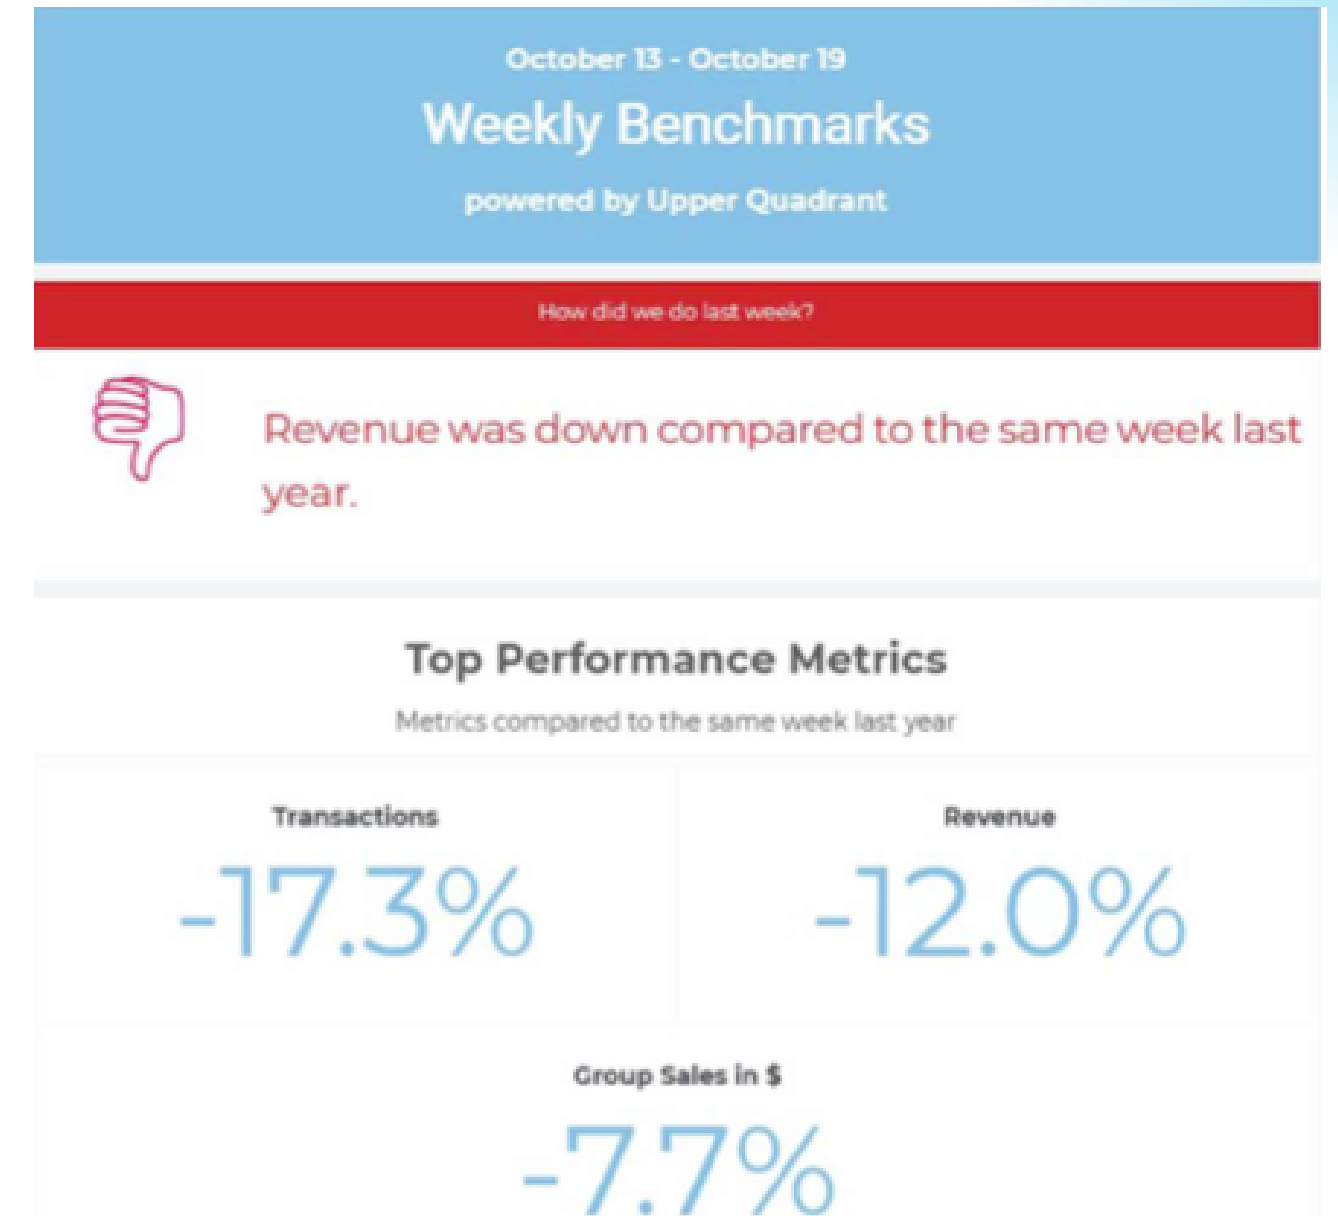 October 13 - October 19
Weekly Benchmarks
powered by Upper Quadrant
How did we do last week?
Revenue was down compared to the same week last
year.
Top Performance Metrics
Metrics compared to the same week last year
Transactions
-17.3%
Revenue
-12.0%
Group Sales in $
-7.7%